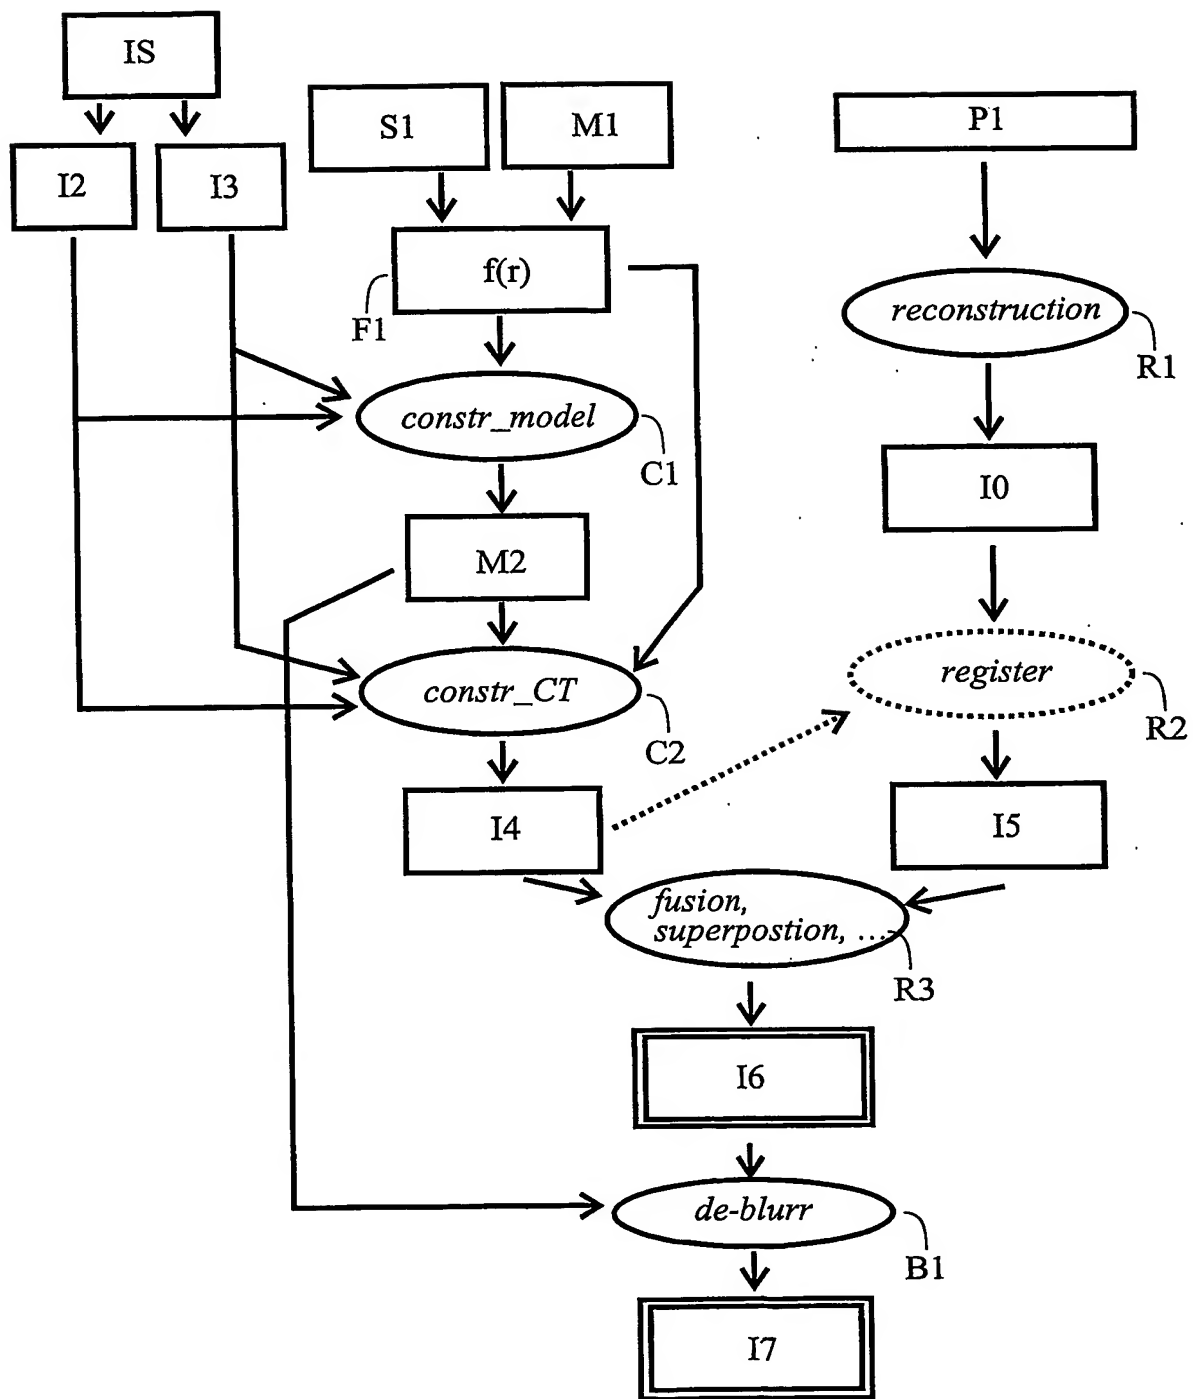 IS
S1
M1
P1
I2
I3
f(r)
F1
reconstruction
R1
constr_model
C1
I0
M2
register
R2
constr_CT
C2
I4
I5
fusion,
superpostion, ...
R3
I6
de-blurr
B1
I7